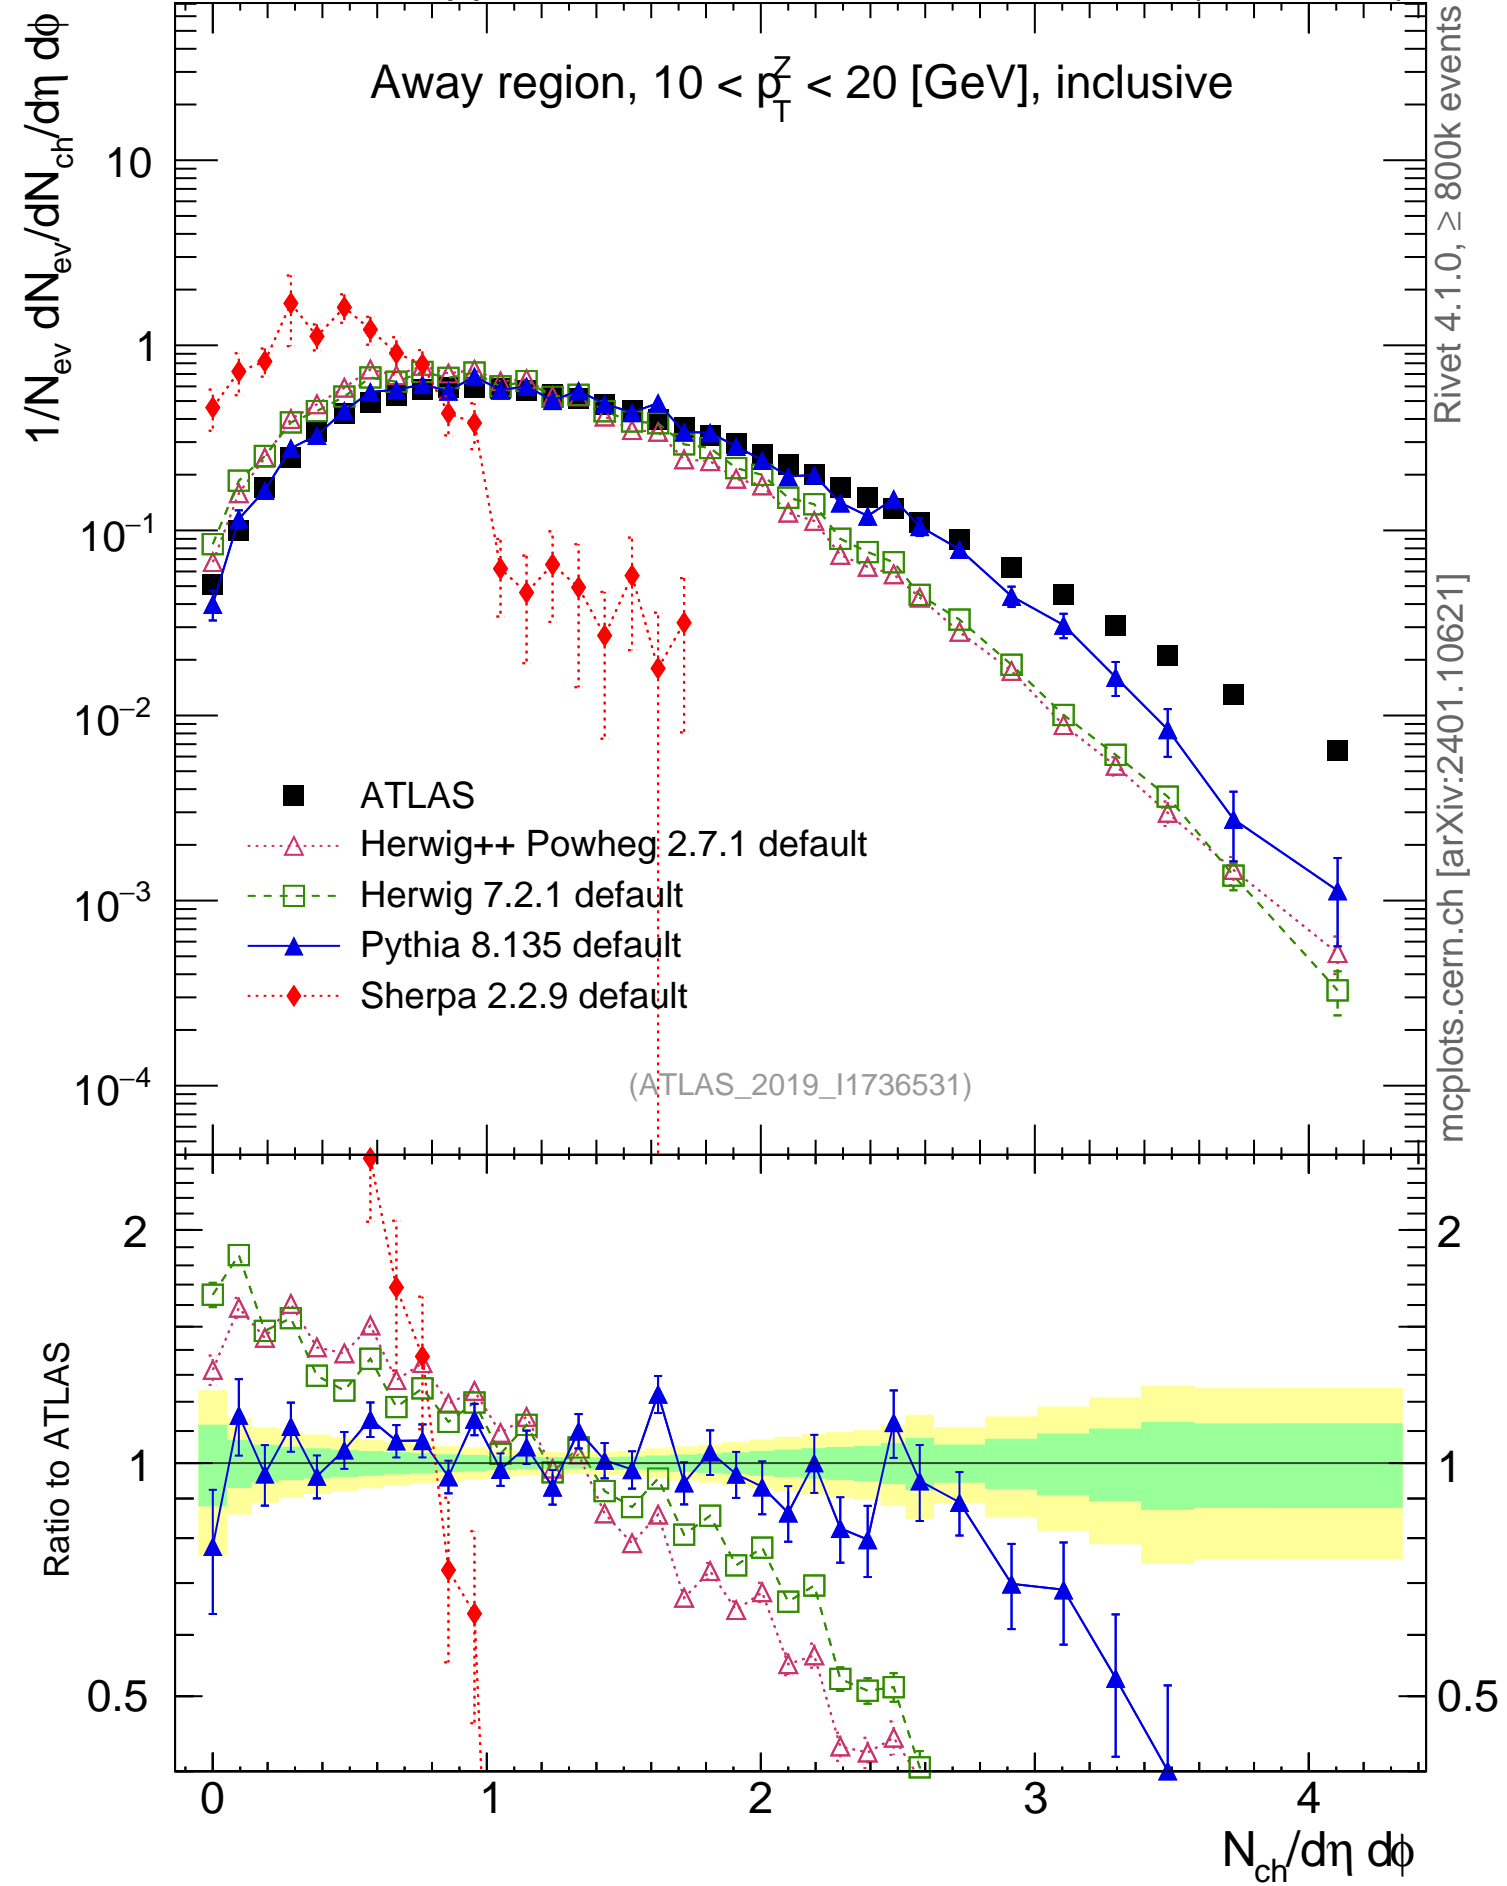 Away region, 10 < p_T^Z < 20 [GeV], inclusive
1/N_ev dN_ev/dN_ch/dη dϕ
10
1
10^−1
10^−2
10^−3
10^−4
ATLAS
Herwig++ Powheg 2.7.1 default
Herwig 7.2.1 default
Pythia 8.135 default
Sherpa 2.2.9 default
(ATLAS_2019_I1736531)
Rivet 4.1.0, ≥ 800k events
mcplots.cern.ch [arXiv:2401.10621]
Ratio to ATLAS
2
1
0.5
2
1
0.5
0 1 2 3 4
N_ch/dη dϕ